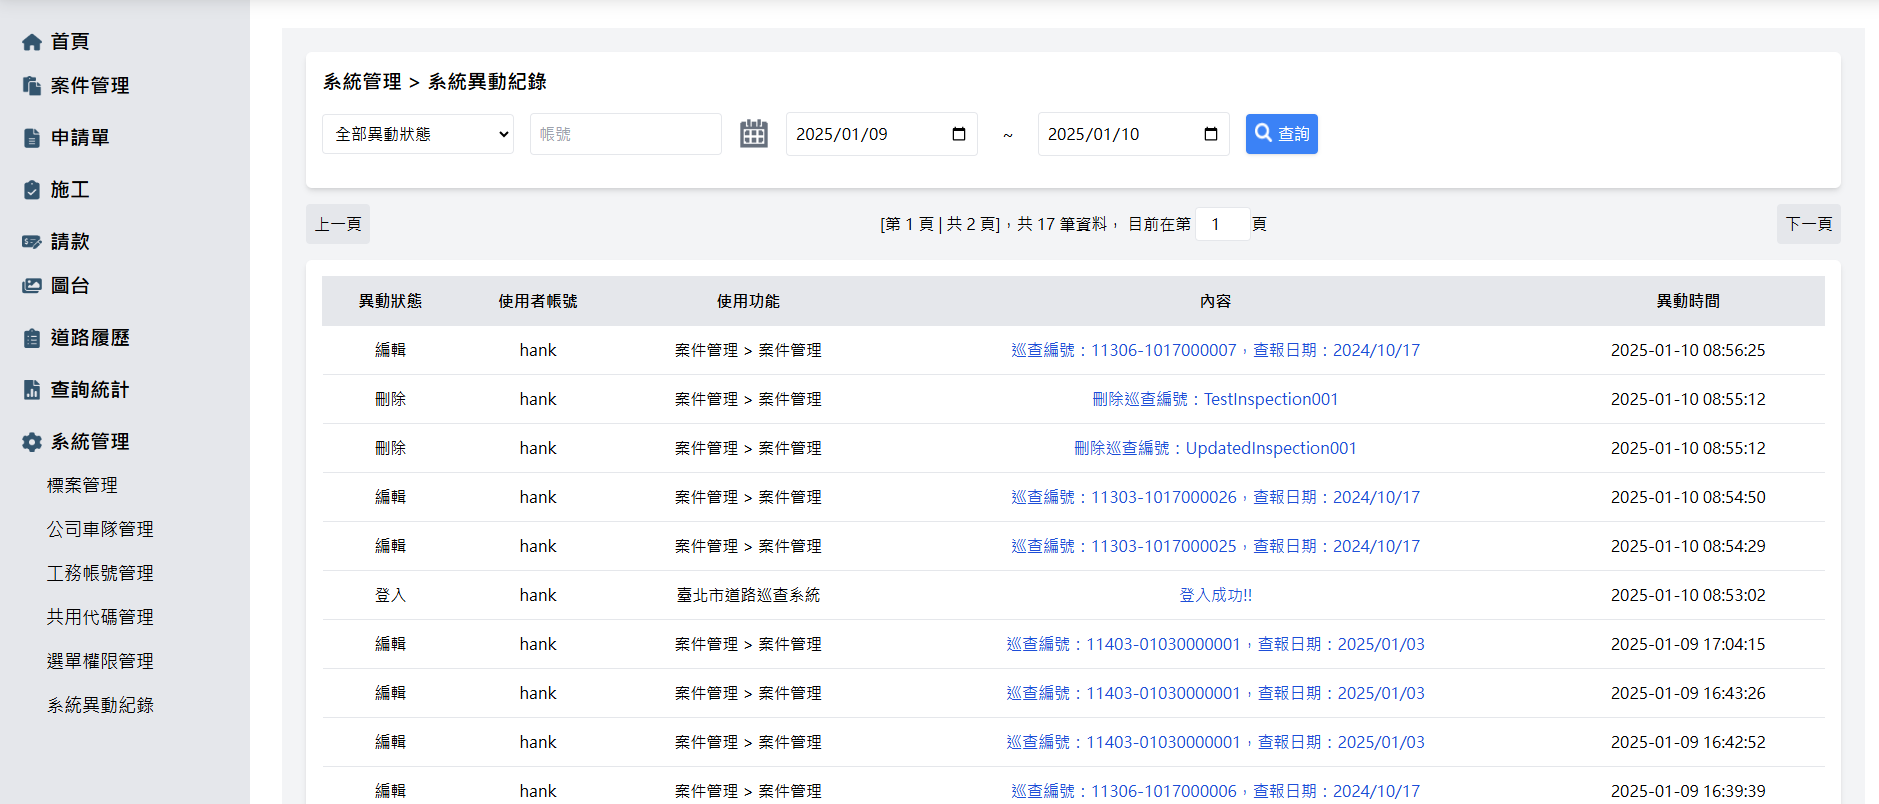 首頁
案件管理
申請單
施工
請款
圖台
道路履歷
查詢統計
系統管理
標案管理
公司車隊管理
工務帳號管理
共用代碼管理
選單權限管理
系統異動紀錄
系統管理 > 系統異動紀錄
全部異動狀態 帳號 2025/01/09 ~ 2025/01/10 查詢
上一頁 [第 1 頁 | 共 2 頁]，共 17 筆資料， 目前在第 1 頁 下一頁
異動狀態 使用者帳號 使用功能 內容 異動時間
編輯 hank 案件管理 > 案件管理 巡查編號：11306-1017000007，查報日期：2024/10/17 2025-01-10 08:56:25
刪除 hank 案件管理 > 案件管理 刪除巡查編號：TestInspection001 2025-01-10 08:55:12
刪除 hank 案件管理 > 案件管理 刪除巡查編號：UpdatedInspection001 2025-01-10 08:55:12
編輯 hank 案件管理 > 案件管理 巡查編號：11303-1017000026，查報日期：2024/10/17 2025-01-10 08:54:50
編輯 hank 案件管理 > 案件管理 巡查編號：11303-1017000025，查報日期：2024/10/17 2025-01-10 08:54:29
登入 hank 臺北市道路巡查系統 登入成功!! 2025-01-10 08:53:02
編輯 hank 案件管理 > 案件管理 巡查編號：11403-01030000001，查報日期：2025/01/03 2025-01-09 17:04:15
編輯 hank 案件管理 > 案件管理 巡查編號：11403-01030000001，查報日期：2025/01/03 2025-01-09 16:43:26
編輯 hank 案件管理 > 案件管理 巡查編號：11403-01030000001，查報日期：2025/01/03 2025-01-09 16:42:52
編輯 hank 案件管理 > 案件管理 巡查編號：11306-1017000006，查報日期：2024/10/17 2025-01-09 16:39:39